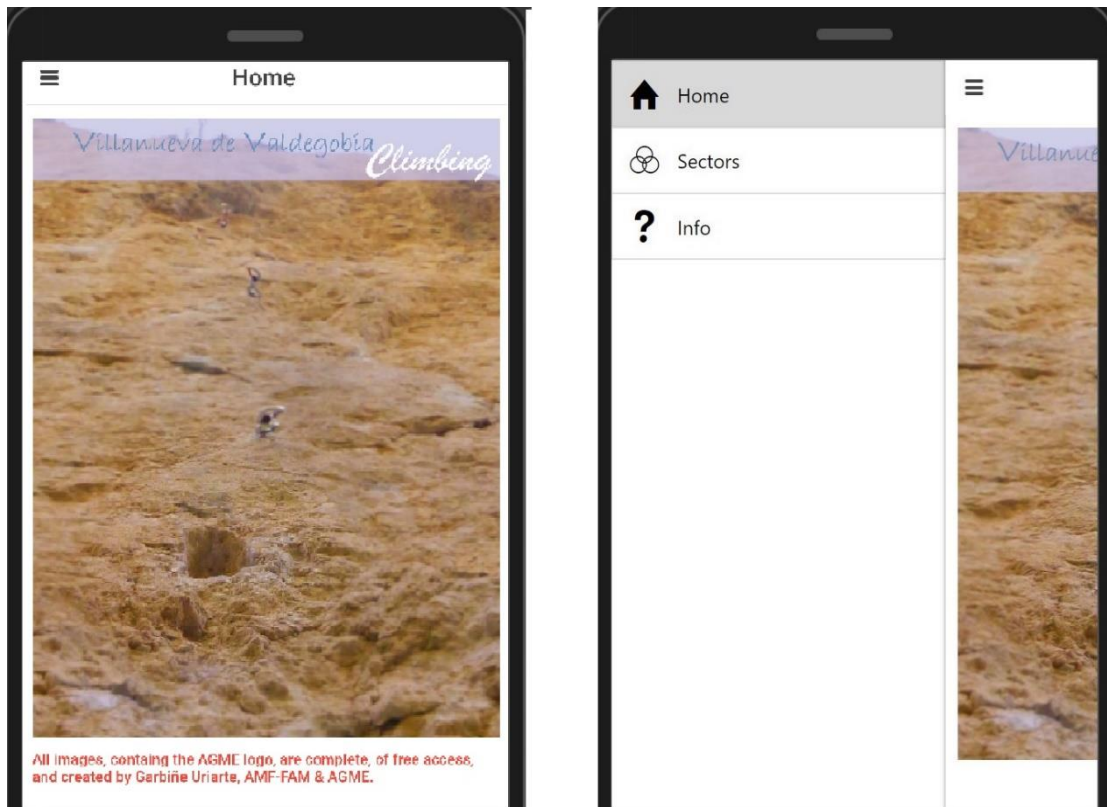 Home
Villanueva de Valdegobia
Climbing
All images, containg the AGME logo, are complete, of free access,
and created by Garbiñe Uriarte, AMF-FAM & AGME.
Home
Sectors
? Info
Villanue